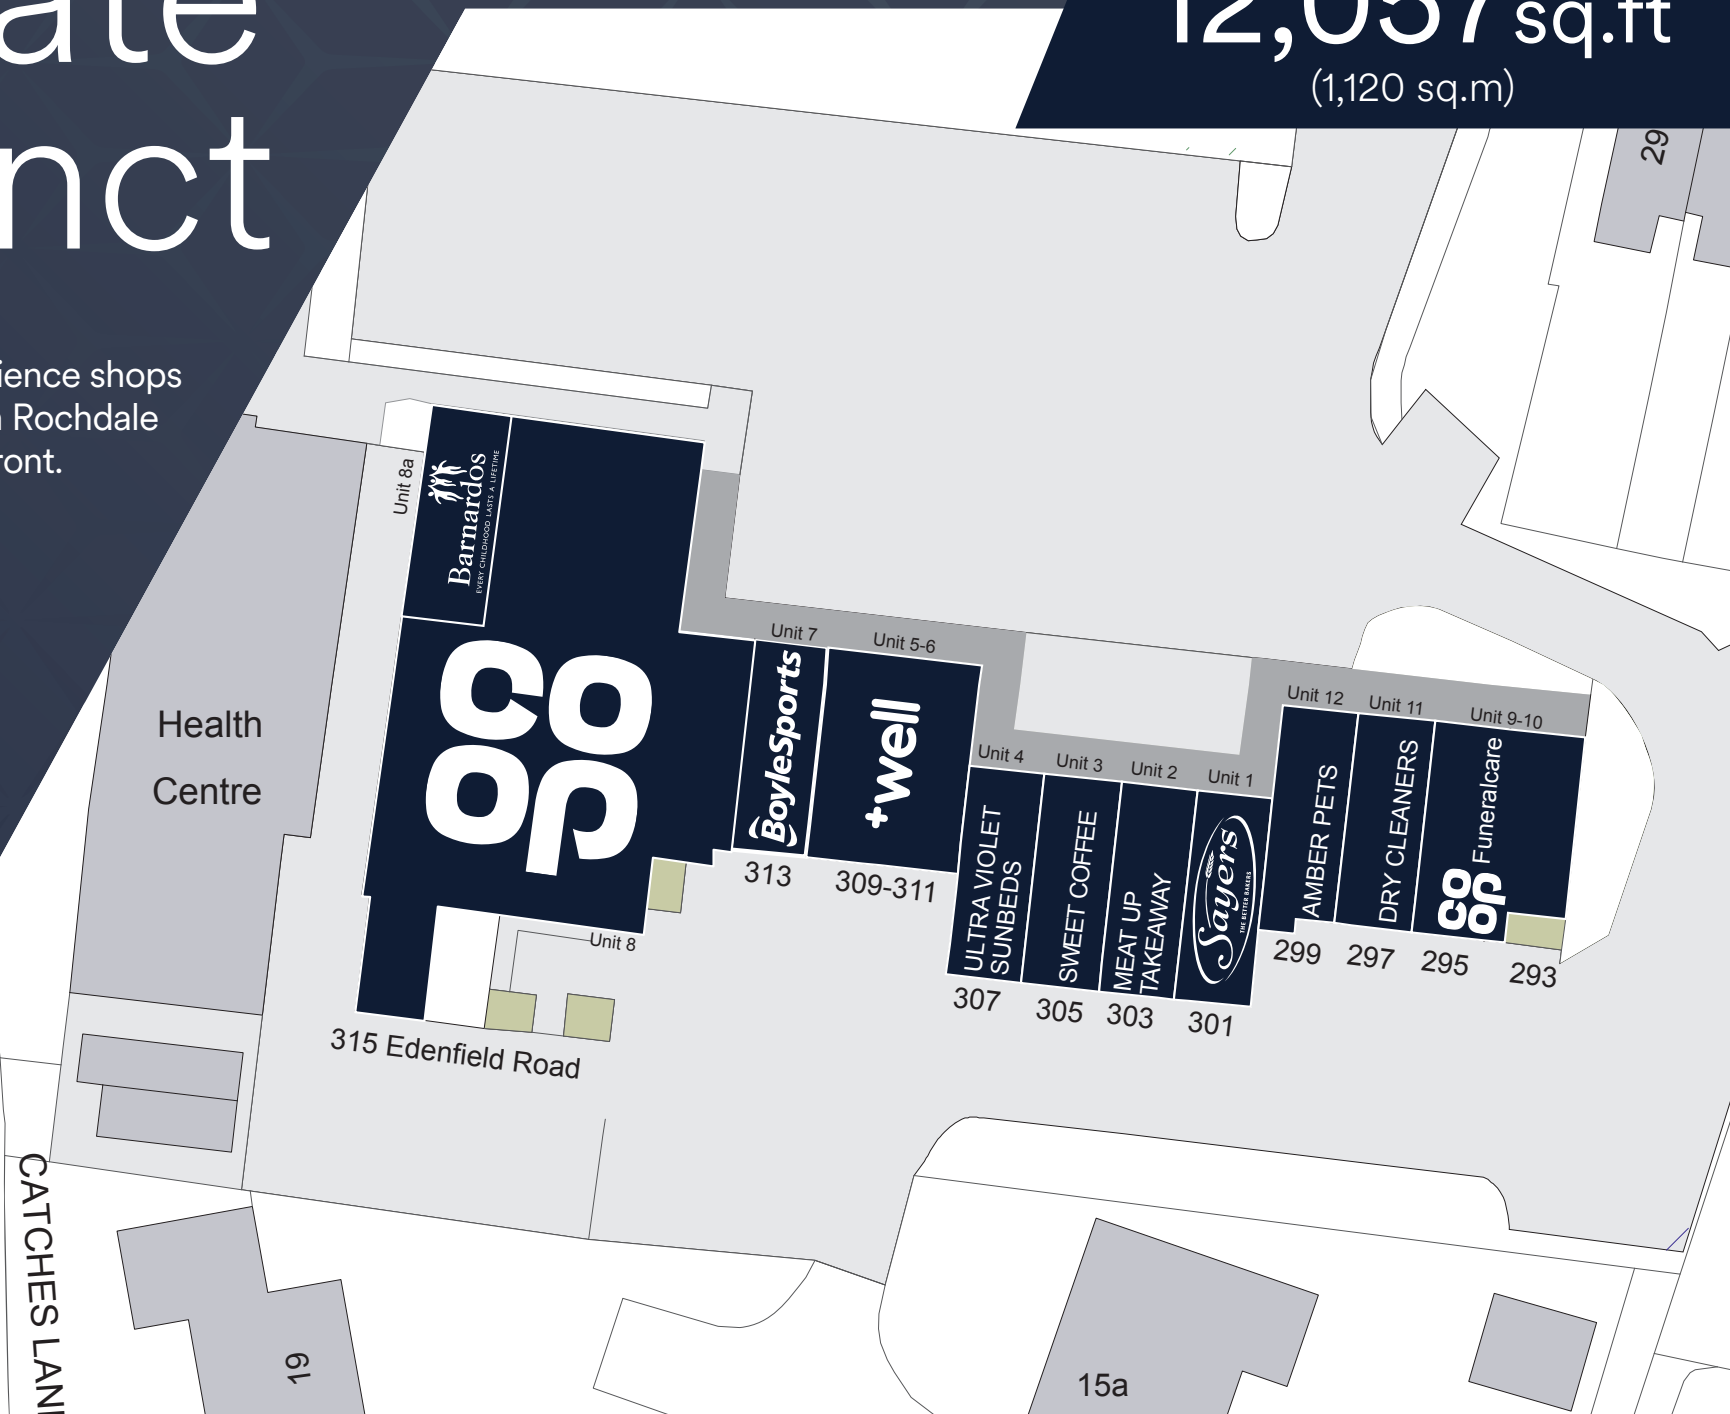 ate
nct
ience shops
Rochdale
ront.
12,057 sq.ft
(1,120 sq.m)
29
Unit 8a
Barnardos
EVERY CHILDHOOD LASTS A LIFETIME
Health
Centre
co
op
Unit 8
315 Edenfield Road
Unit 7
BoyleSports
313
Unit 5-6
+well
309-311
Unit 4
ULTRA VIOLET
SUNBEDS
307
Unit 3
SWEET COFFEE
305
Unit 2
MEAT UP
TAKEAWAY
303
Unit 1
Sayers
THE BETTER BAKERS
301
Unit 12
AMBER PETS
299
Unit 11
DRY CLEANERS
297
Unit 9-10
co
op Funeralcare
295
293
CATCHES LAN
19
15a